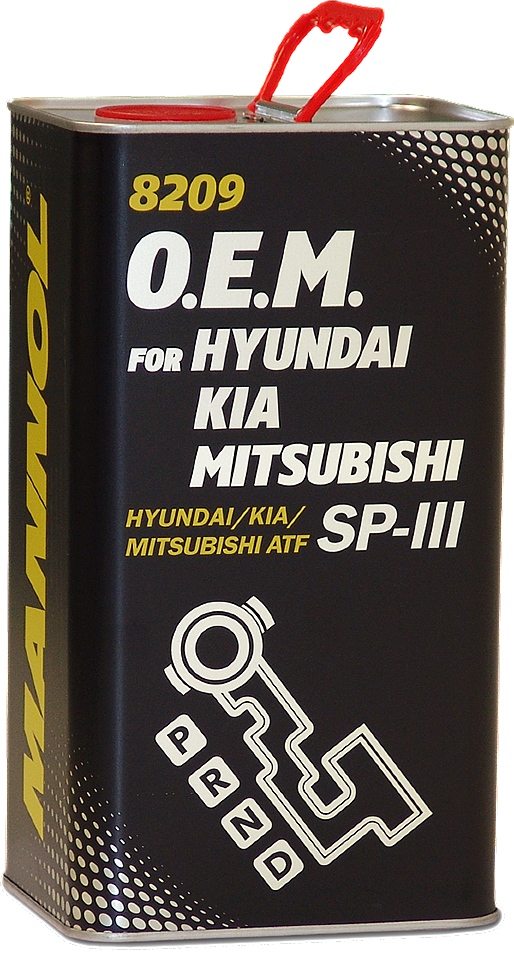 MANNOL®
8209
O.E.M.
FOR HYUNDAI
KIA
MITSUBISHI
HYUNDAI/KIA/
MITSUBISHI ATF SP-III
P
R
N
D